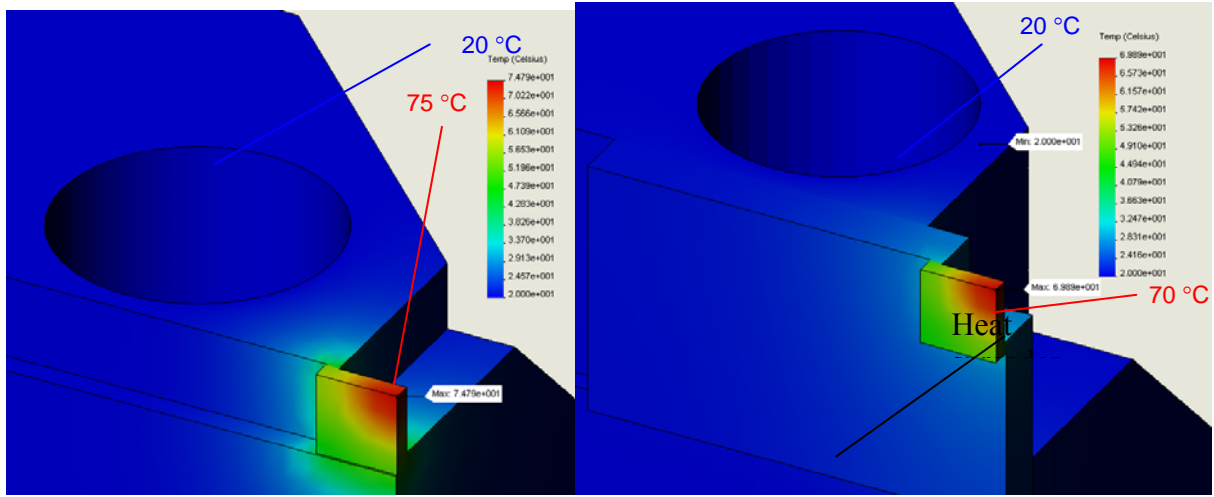 20 °C
Temp (Celsius)
7.479e+001
7.022e+001
6.566e+001
6.109e+001
5.653e+001
5.196e+001
4.739e+001
4.283e+001
3.826e+001
3.370e+001
2.913e+001
2.457e+001
2.000e+001
75 °C
Max: 7.479e+001
20 °C
Temp (Celsius)
6.989e+001
6.573e+001
6.157e+001
5.742e+001
5.326e+001
4.910e+001
4.494e+001
4.079e+001
3.663e+001
3.247e+001
2.831e+001
2.416e+001
2.000e+001
Min: 2.000e+001
Max: 6.989e+001
70 °C
Heat